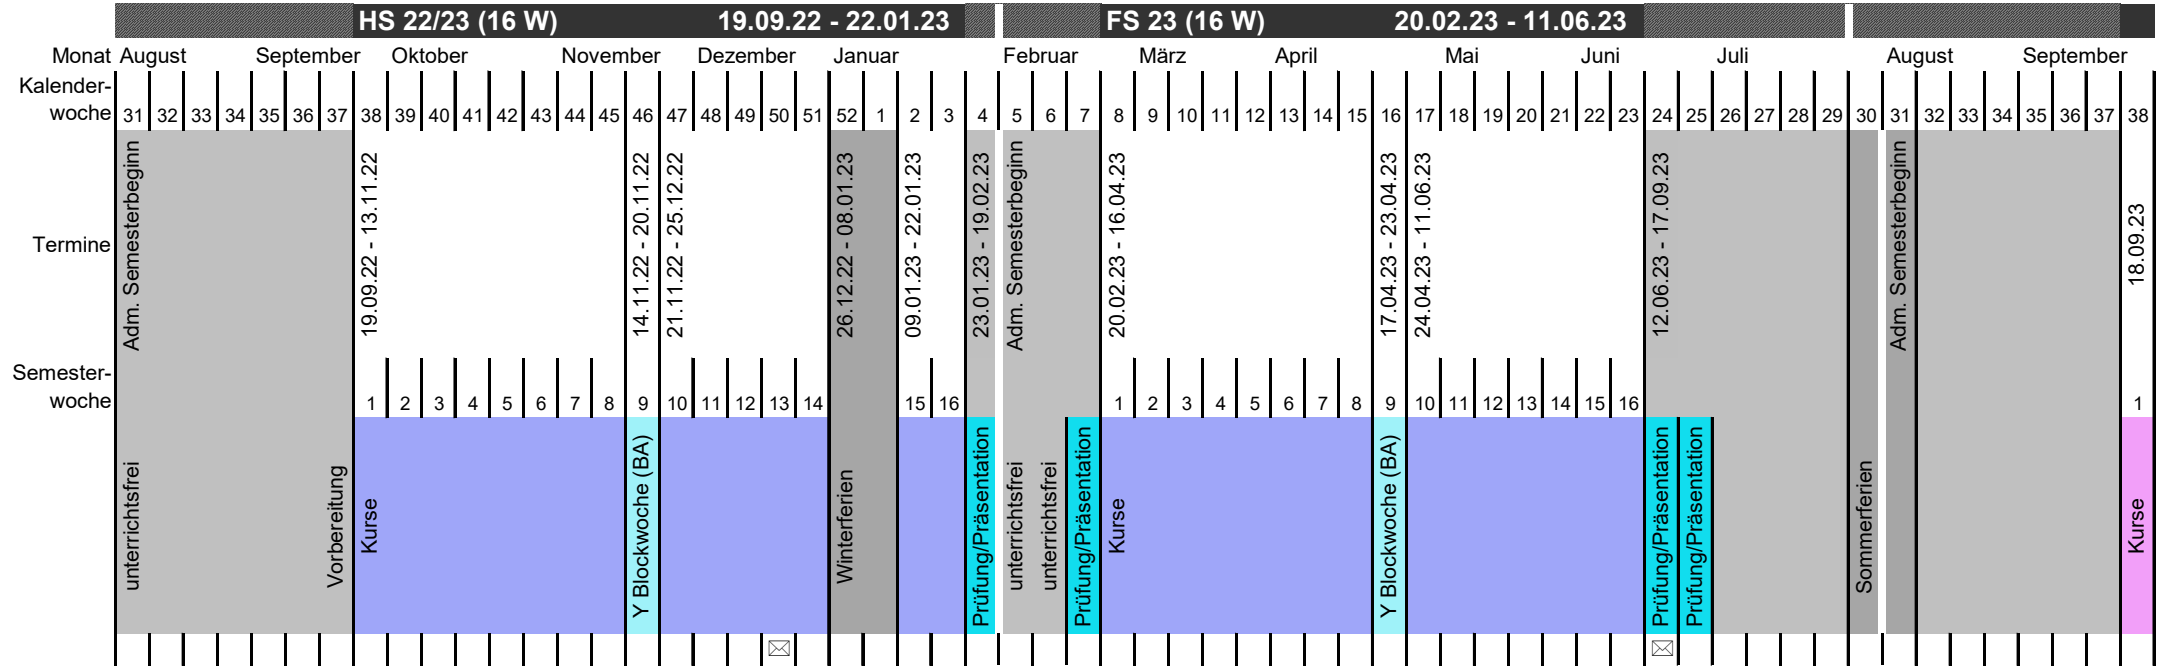 HS 22/23 (16 W) 19.09.22 - 22.01.23 FS 23 (16 W) 20.02.23 - 11.06.23
Monat August September Oktober November Dezember Januar Februar März April Mai Juni Juli August September
Kalender-
woche 31 32 33 34 35 36 37 38 39 40 41 42 43 44 45 46 47 48 49 50 51 52 1 2 3 4 5 6 7 8 9 10 11 12 13 14 15 16 17 18 19 20 21 22 23 24 25 26 27 28 29 30 31 32 33 34 35 36 37 38
Termine
Adm. Semesterbeginn
19.09.22 - 13.11.22
14.11.22 - 20.11.22
21.11.22 - 25.12.22
26.12.22 - 08.01.23
09.01.23 - 22.01.23
23.01.23 - 19.02.23
Adm. Semesterbeginn
20.02.23 - 16.04.23
17.04.23 - 23.04.23
24.04.23 - 11.06.23
12.06.23 - 17.09.23
Adm. Semesterbeginn
18.09.23
Semester-
woche 1 2 3 4 5 6 7 8 9 10 11 12 13 14 15 16 1 2 3 4 5 6 7 8 9 10 11 12 13 14 15 16 1
unterrichtsfrei
Vorbereitung
Kurse
Y Blockwoche (BA)
Winterferien
Prüfung/Präsentation
unterrichtsfrei
unterrichtsfrei
Prüfung/Präsentation
Kurse
Y Blockwoche (BA)
Prüfung/Präsentation
Prüfung/Präsentation
Sommerferien
Kurse